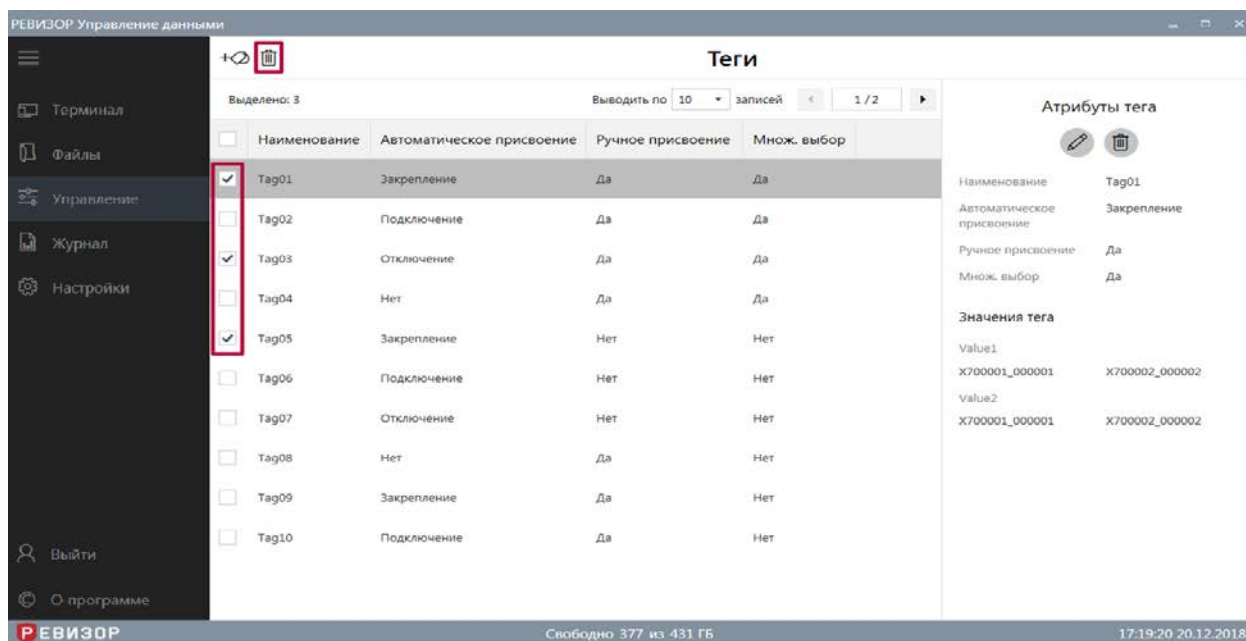 РЕВИЗОР Управление данными
Теги
Терминал
Файлы
Управление
Журнал
Настройки
Выйти
О программе
Выделено: 3 Выводить по 10 записей 1 / 2
Наименование Автоматическое присвоение Ручное присвоение Множ. выбор
Tag01 Закрепление Да Да
Tag02 Подключение Да Да
Tag03 Отключение Да Да
Tag04 Нет Да Да
Tag05 Закрепление Нет Нет
Tag06 Подключение Нет Нет
Tag07 Отключение Нет Нет
Tag08 Нет Да Нет
Tag09 Закрепление Да Нет
Tag10 Подключение Да Нет
Атрибуты тега
Наименование Tag01
Автоматическое Закрепление
присвоение
Ручное присвоение Да
Множ. выбор Да
Значения тега
Value1
X700001_000001 X700002_000002
Value2
X700001_000001 X700002_000002
РЕВИЗОР Свободно 377 из 431 ГБ 17:19:20 20.12.2018